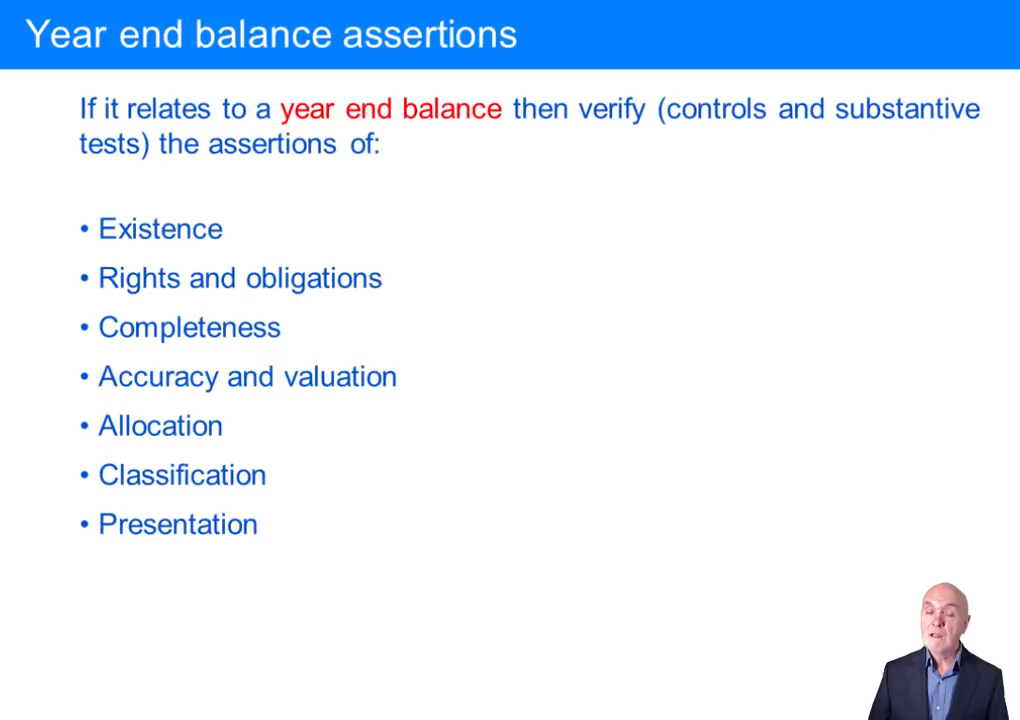 Year end balance assertions
If it relates to a year end balance then verify (controls and substantive
tests) the assertions of:
• Existence
• Rights and obligations
• Completeness
• Accuracy and valuation
• Allocation
• Classification
• Presentation